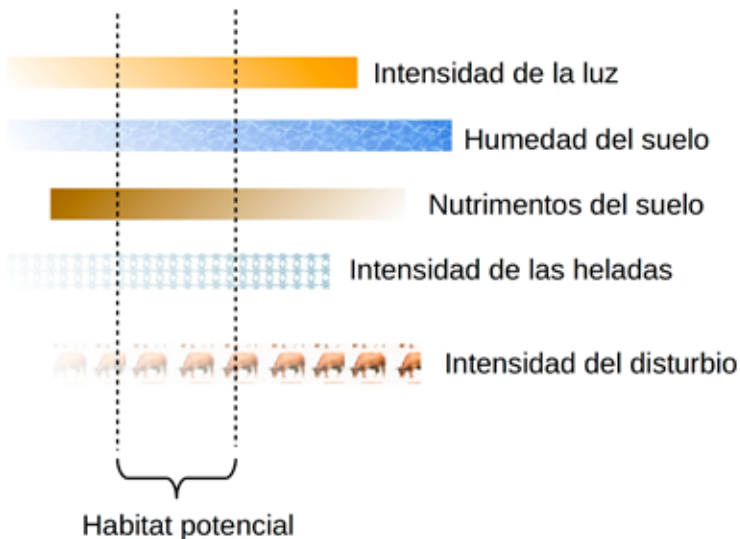 Intensidad de la luz
Humedad del suelo
Nutrimentos del suelo
Intensidad de las heladas
Intensidad del disturbio
Habitat potencial